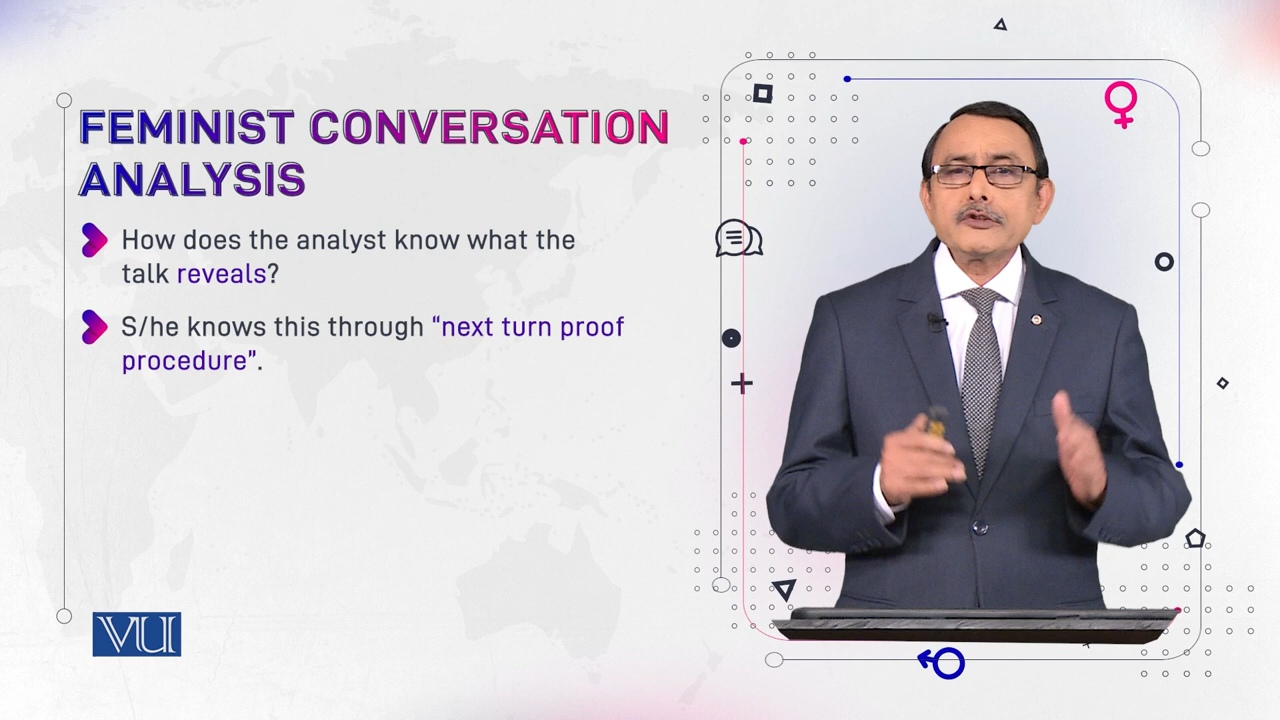 FEMINIST CONVERSATION
ANALYSIS
How does the analyst know what the
talk reveals?
S/he knows this through “next turn proof
procedure”.
VU